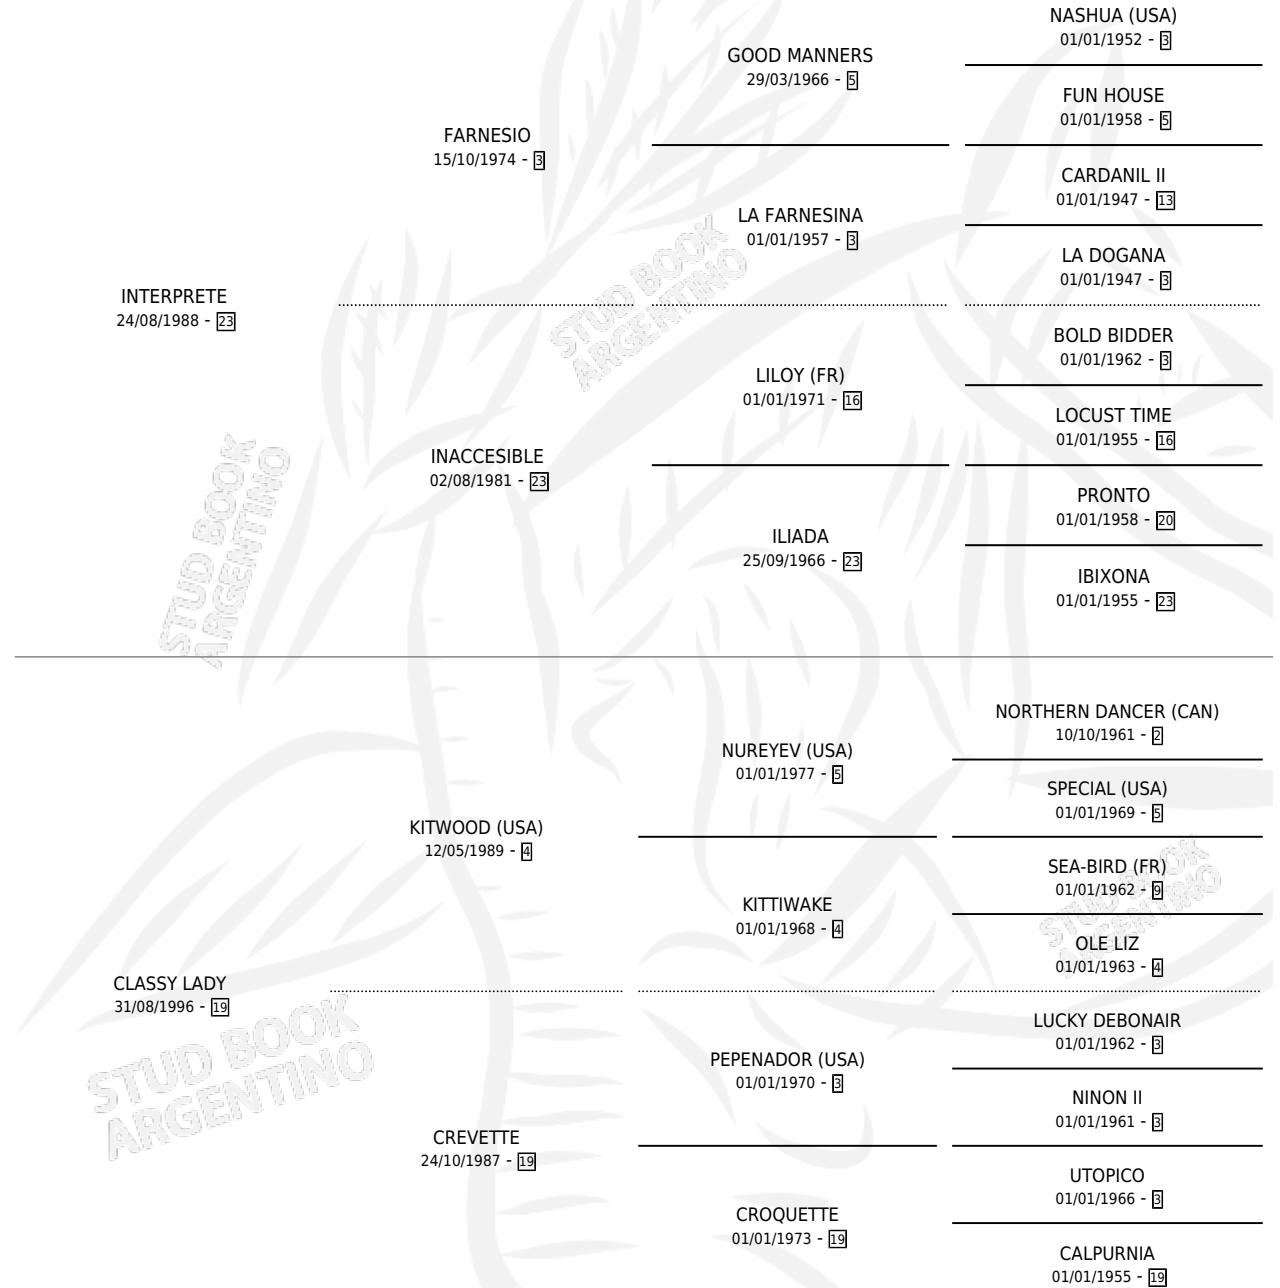 NASHUA (USA)
01/01/1952 - 3
GOOD MANNERS
29/03/1966 - 5
FUN HOUSE
01/01/1958 - 5
FARNESIO
15/10/1974 - 3
CARDANIL II
01/01/1947 - 13
LA FARNESINA
01/01/1957 - 3
LA DOGANA
01/01/1947 - 3
INTERPRETE
24/08/1988 - 23
BOLD BIDDER
01/01/1962 - 3
LILOY (FR)
01/01/1971 - 16
LOCUST TIME
01/01/1955 - 16
INACCESIBLE
02/08/1981 - 23
PRONTO
01/01/1958 - 20
ILIADA
25/09/1966 - 23
IBIXONA
01/01/1955 - 23
STUD BOOK
ARGENTINO
STUD BOOK
ARGENTINO
NORTHERN DANCER (CAN)
10/10/1961 - 2
NUREYEV (USA)
01/01/1977 - 5
SPECIAL (USA)
01/01/1969 - 5
KITWOOD (USA)
12/05/1989 - 4
SEA-BIRD (FR)
01/01/1962 - 9
KITTIWAKE
01/01/1968 - 4
OLE LIZ
01/01/1963 - 4
STUD BOOK
ARGENTINO
CLASSY LADY
31/08/1996 - 19
LUCKY DEBONAIR
01/01/1962 - 3
PEPENADOR (USA)
01/01/1970 - 3
NINON II
01/01/1961 - 3
STUD BOOK
ARGENTINO
CREVETTE
24/10/1987 - 19
UTOPICO
01/01/1966 - 3
CROQUETTE
01/01/1973 - 19
CALPURNIA
01/01/1955 - 19